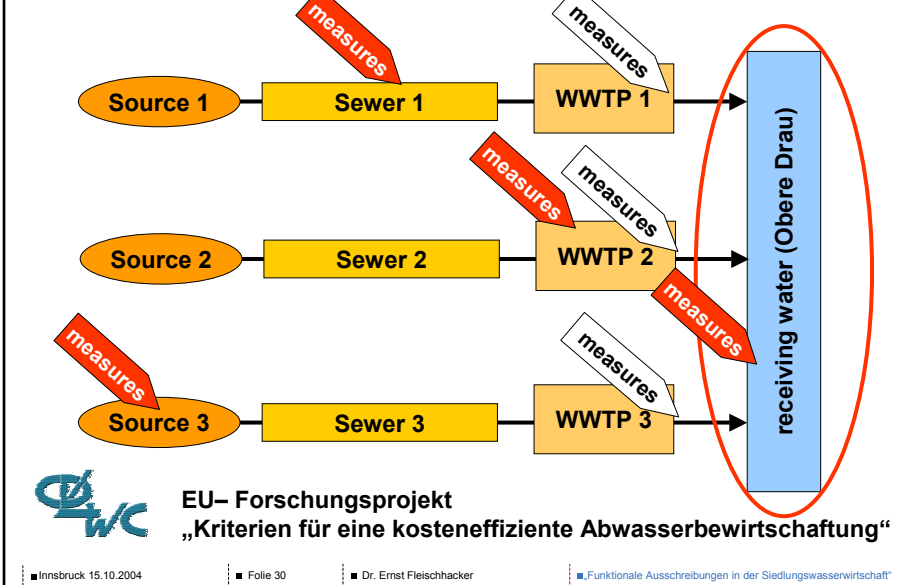 measures
measures
Source 1
Sewer 1
WWTP 1
measures
measures
Source 2
Sewer 2
WWTP 2
receiving water (Obere Drau)
measures
measures
measures
Source 3
Sewer 3
WWTP 3
CD4WC
EU– Forschungsprojekt
„Kriterien für eine kosteneffiziente Abwasserbewirtschaftung“
Innsbruck 15.10.2004
Folie 30
Dr. Ernst Fleischhacker
„Funktionale Ausschreibungen in der Siedlungswasserwirtschaft“